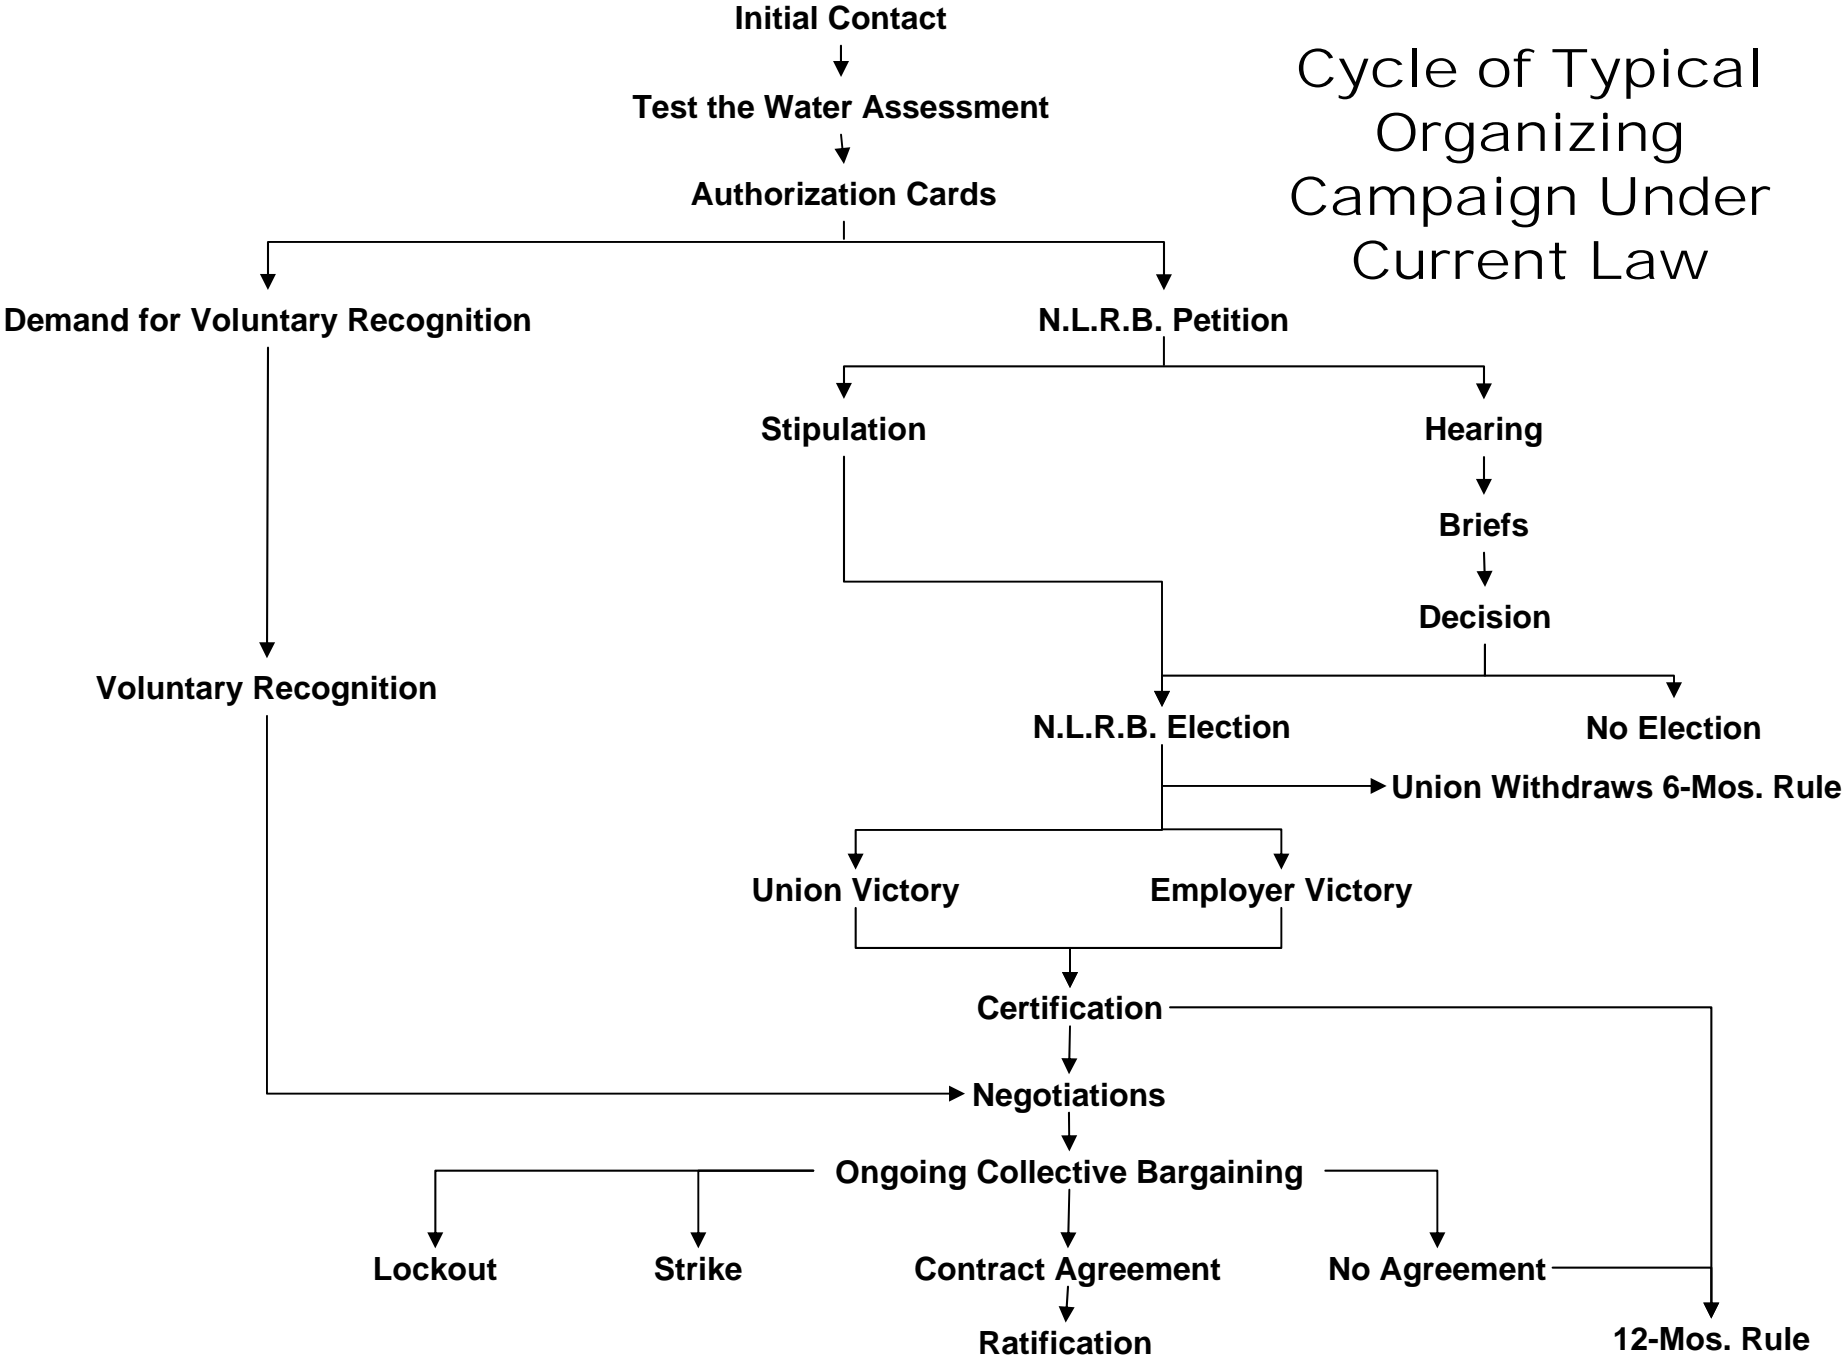 Initial Contact
Cycle of Typical
Organizing
Campaign Under
Current Law
Test the Water Assessment
Authorization Cards
Demand for Voluntary Recognition
N.L.R.B. Petition
Stipulation
Hearing
Briefs
Decision
Voluntary Recognition
N.L.R.B. Election
No Election
Union Withdraws 6-Mos. Rule
Union Victory
Employer Victory
Certification
Negotiations
Ongoing Collective Bargaining
Lockout
Strike
Contract Agreement
No Agreement
Ratification
12-Mos. Rule